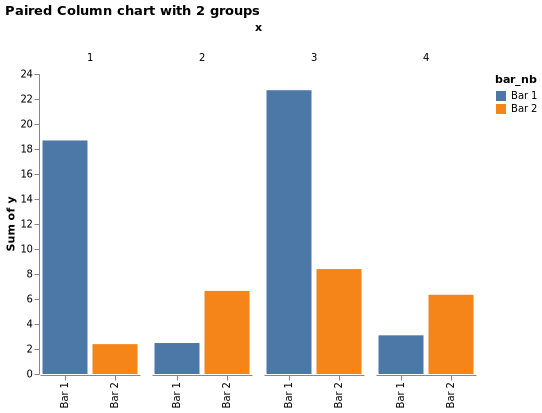 Paired Column chart with 2 groups
x
1 2 3 4
24
22
20
18
16
14
12
10
8
6
4
2
0
Sum of y
Bar 1 Bar 2 Bar 1 Bar 2 Bar 1 Bar 2 Bar 1 Bar 2
bar_nb
Bar 1
Bar 2